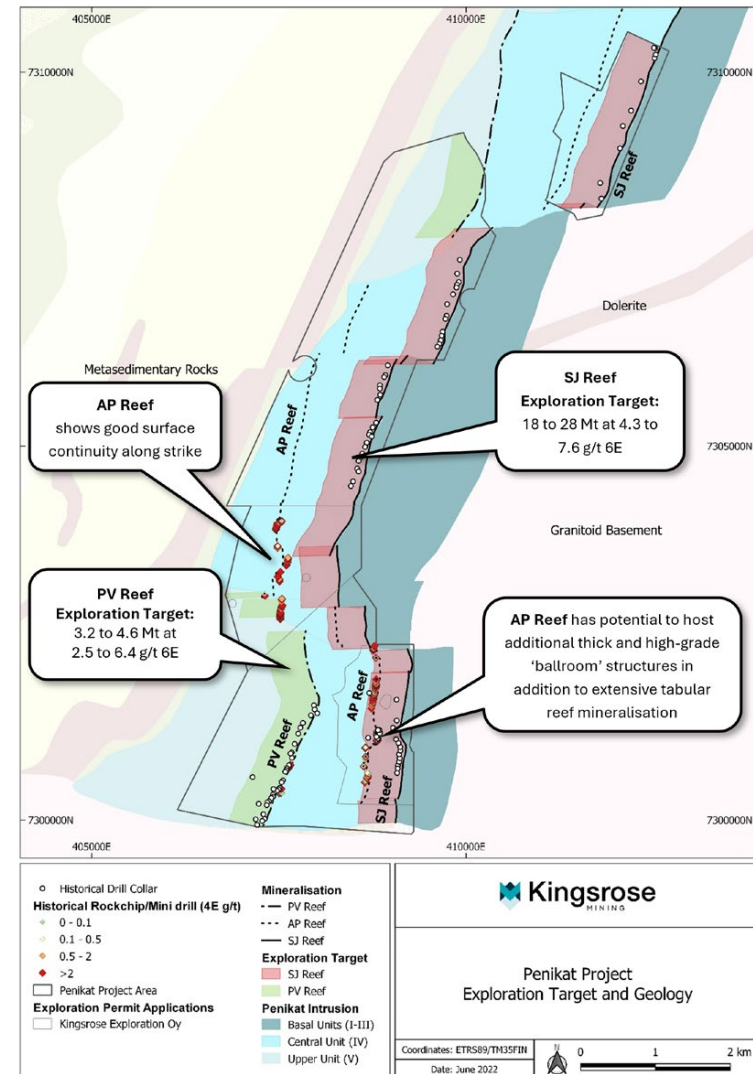 405000E
410000E
7310000N
7310000N
SJ Reef
Dolerite
Metasedimentary Rocks
AP Reef
shows good surface
continuity along strike
AP Reef
SJ Reef
Exploration Target:
18 to 28 Mt at 4.3 to
7.6 g/t 6E
7305000N
Granitoid Basement
PV Reef
Exploration Target:
3.2 to 4.6 Mt at
2.5 to 6.4 g/t 6E
AP Reef has potential to host
additional thick and high-grade
‘ballroom’ structures in
addition to extensive tabular
reef mineralisation
AP Reef
PV Reef
SJ Reef
7300000N
7300000N
405000E
410000E
Historical Drill Collar
Historical Rockchip/Mini drill (4E g/t)
0 - 0.1
0.1 - 0.5
0.5 - 2
>2
Penikat Project Area
Exploration Permit Applications
Kingsrose Exploration Oy
Mineralisation
PV Reef
AP Reef
SJ Reef
Exploration Target
SJ Reef
PV Reef
Penikat Intrusion
Basal Units (I-III)
Central Unit (IV)
Upper Unit (V)
Kingsrose
MINING
Penikat Project
Exploration Target and Geology
Coordinates: ETRS89/TM35FIN
Date: June 2022
N
0 1 2 km